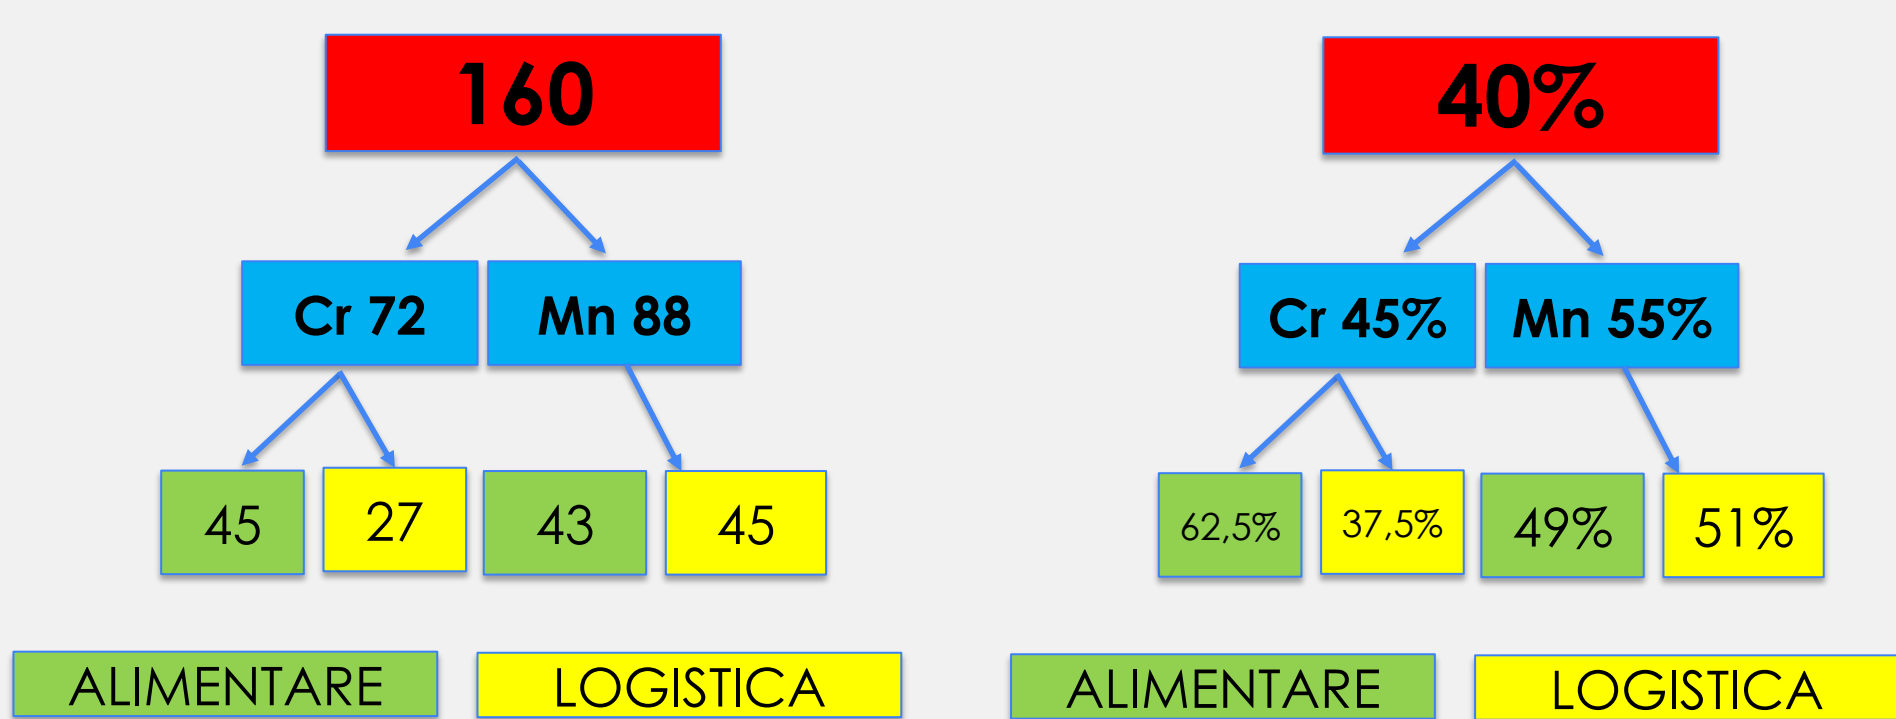 160
Cr 72
Mn 88
45
27
43
45
ALIMENTARE
LOGISTICA
40%
Cr 45%
Mn 55%
62,5%
37,5%
49%
51%
ALIMENTARE
LOGISTICA